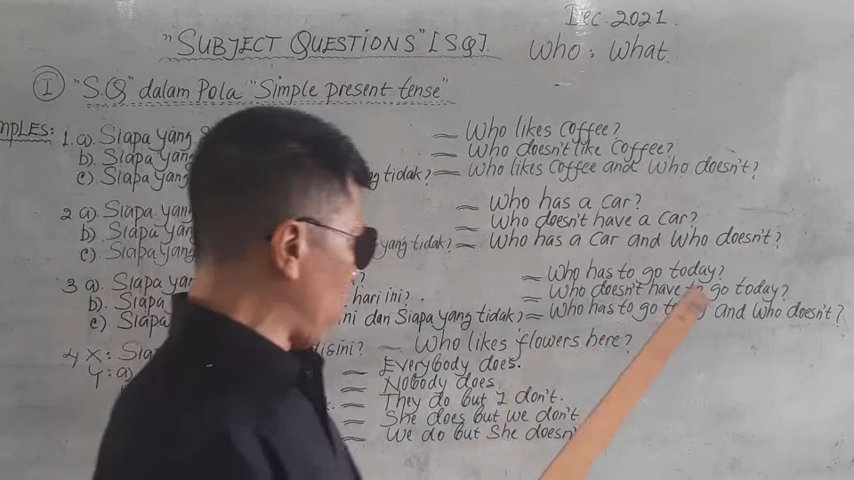 Dec. 2021.
"SUBJECT QUESTIONS" [S.Q]. Who ; What
I "S.Q" dalam Pola "Simple present tense"
MPLES: 1. a). Siapa yang = Who likes Coffee?
b). Siapa yang = Who doesn't like Coffee?
c). Siapa yang tidak? = Who likes Coffee and Who doesn't?
2 a). Siapa yang = Who has a car?
b). Siapa yang = Who doesn't have a car?
c). Siapa yang yang tidak? = Who has a Car and Who doesn't?
3 a. Siapa yang ? = Who has to go today?
b). Siapa hari ini? = Who doesn't have to go today?
c) Siapa ini dan Siapa yang tidak? = Who has to go and Who doesn't?
4 X: disini? = Who likes flowers here?
Y: a) = Everybody does.
= Nobody does.
= They do but I don't.
= She does but we don't
= We do but She doesn'